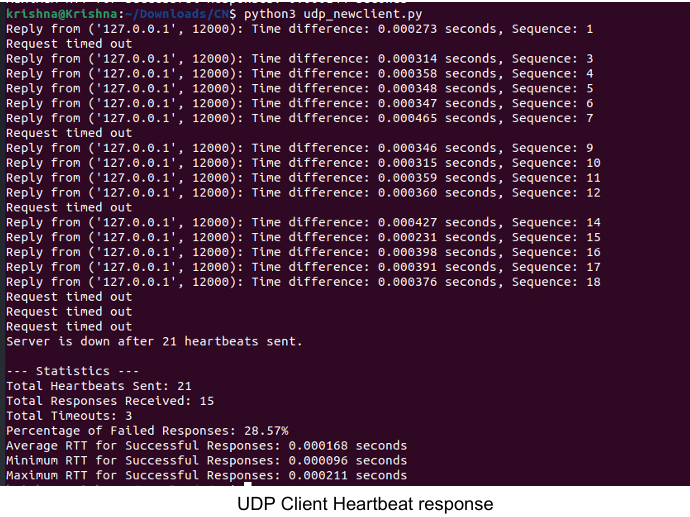 krishna@Krishna:~/Downloads/CN$ python3 udp_newclient.py
Reply from ('127.0.0.1', 12000): Time difference: 0.000273 seconds, Sequence: 1
Request timed out
Reply from ('127.0.0.1', 12000): Time difference: 0.000314 seconds, Sequence: 3
Reply from ('127.0.0.1', 12000): Time difference: 0.000358 seconds, Sequence: 4
Reply from ('127.0.0.1', 12000): Time difference: 0.000348 seconds, Sequence: 5
Reply from ('127.0.0.1', 12000): Time difference: 0.000347 seconds, Sequence: 6
Reply from ('127.0.0.1', 12000): Time difference: 0.000465 seconds, Sequence: 7
Request timed out
Reply from ('127.0.0.1', 12000): Time difference: 0.000346 seconds, Sequence: 9
Reply from ('127.0.0.1', 12000): Time difference: 0.000315 seconds, Sequence: 10
Reply from ('127.0.0.1', 12000): Time difference: 0.000359 seconds, Sequence: 11
Reply from ('127.0.0.1', 12000): Time difference: 0.000360 seconds, Sequence: 12
Request timed out
Reply from ('127.0.0.1', 12000): Time difference: 0.000427 seconds, Sequence: 14
Reply from ('127.0.0.1', 12000): Time difference: 0.000231 seconds, Sequence: 15
Reply from ('127.0.0.1', 12000): Time difference: 0.000398 seconds, Sequence: 16
Reply from ('127.0.0.1', 12000): Time difference: 0.000391 seconds, Sequence: 17
Reply from ('127.0.0.1', 12000): Time difference: 0.000376 seconds, Sequence: 18
Request timed out
Request timed out
Request timed out
Server is down after 21 heartbeats sent.
--- Statistics ---
Total Heartbeats Sent: 21
Total Responses Received: 15
Total Timeouts: 3
Percentage of Failed Responses: 28.57%
Average RTT for Successful Responses: 0.000168 seconds
Minimum RTT for Successful Responses: 0.000096 seconds
Maximum RTT for Successful Responses: 0.000211 seconds
UDP Client Heartbeat response